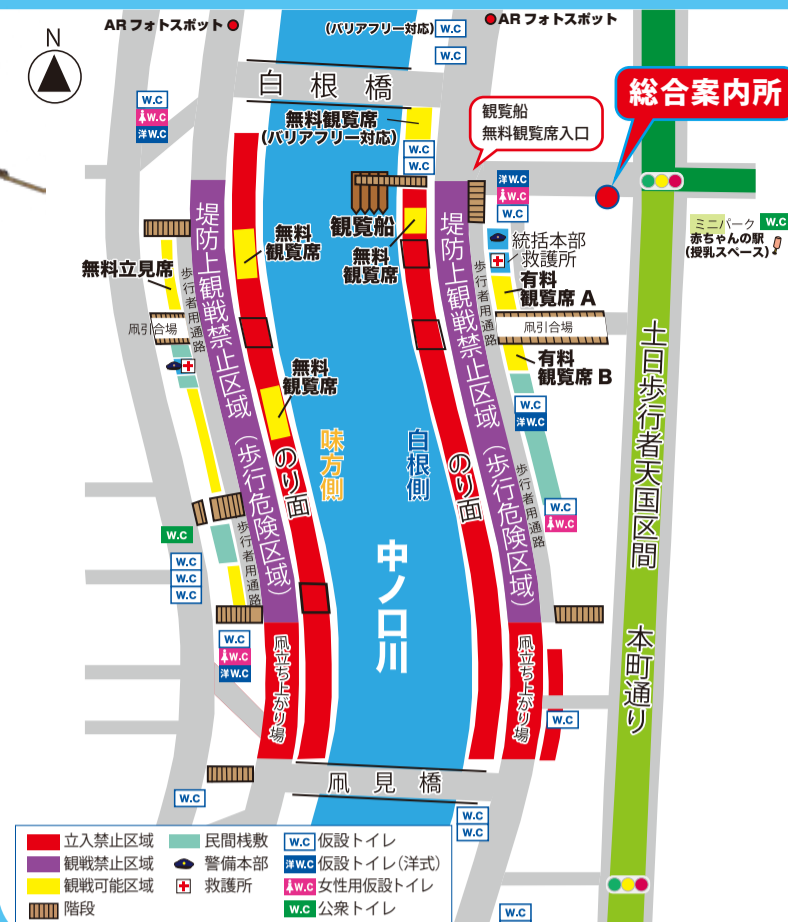 ARフォトスポット
(バリアフリー対応)
W.C
ARフォトスポット
W.C
N
白根橋
総合案内所
W.C
W.C
洋W.C
無料観覧席
(バリアフリー対応)
観覧船
無料観覧席入口
W.C
W.C
洋W.C
W.C
W.C
観覧船
無料
観覧席
無料
観覧席
堤防上観戦禁止区域(歩行危険区域)
堤防上観戦禁止区域(歩行危険区域)
統括本部
救護所
ミニパーク
W.C
赤ちゃんの駅
(授乳スペース)
無料立見席
歩行者用通路
歩行者用通路
有料
観覧席 A
凧引合場
凧引合場
有料
観覧席 B
無料
観覧席
W.C
洋W.C
味方側
白根側
のり面
のり面
土日歩行者天国区間
本町通り
中ノ口川
歩行者用通路
歩行者用通路
W.C
W.C
W.C
W.C
W.C
W.C
W.C
W.C
洋W.C
凧立ち上がり場
凧立ち上がり場
W.C
凧見橋
W.C
W.C
W.C
W.C
立入禁止区域
民間桟敷
W.C
仮設トイレ
観戦禁止区域
警備本部
洋W.C
仮設トイレ(洋式)
観戦可能区域
救護所
W.C
女性用仮設トイレ
階段
W.C
公衆トイレ